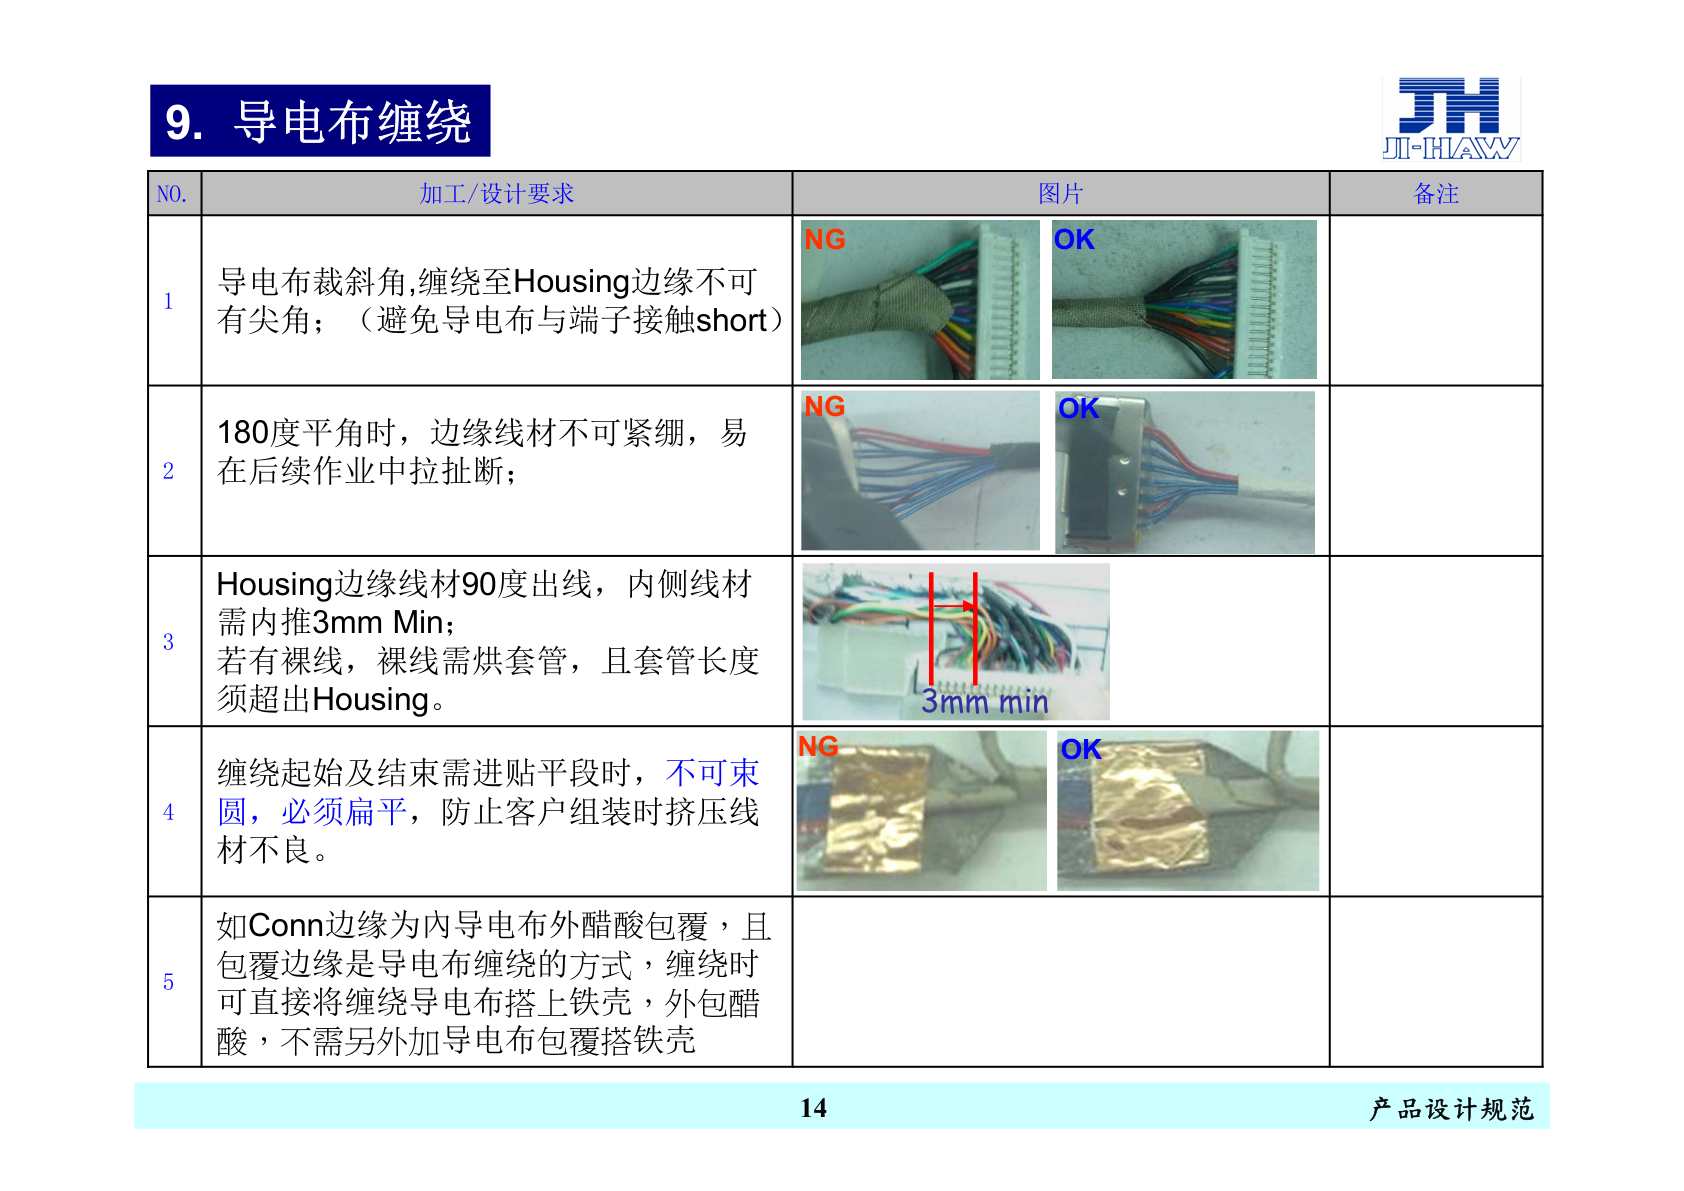 9. 导电布缠绕
JH
JI-HAW
NO. 加工/设计要求 图片 备注
1
导电布裁斜角,缠绕至Housing边缘不可
有尖角；（避免导电布与端子接触short）
NG OK
2
180度平角时，边缘线材不可紧绷，易
在后续作业中拉扯断；
NG OK
3
Housing边缘线材90度出线，内侧线材
需内推3mm Min；
若有裸线，裸线需烘套管，且套管长度
须超出Housing。
3mm min
4
缠绕起始及结束需进贴平段时，不可束
圆，必须扁平，防止客户组装时挤压线
材不良。
NG OK
5
如Conn边缘为內导电布外醋酸包覆，且
包覆边缘是导电布缠绕的方式，缠绕时
可直接将缠绕导电布搭上铁壳，外包醋
酸，不需另外加导电布包覆搭铁壳
14
产品设计规范